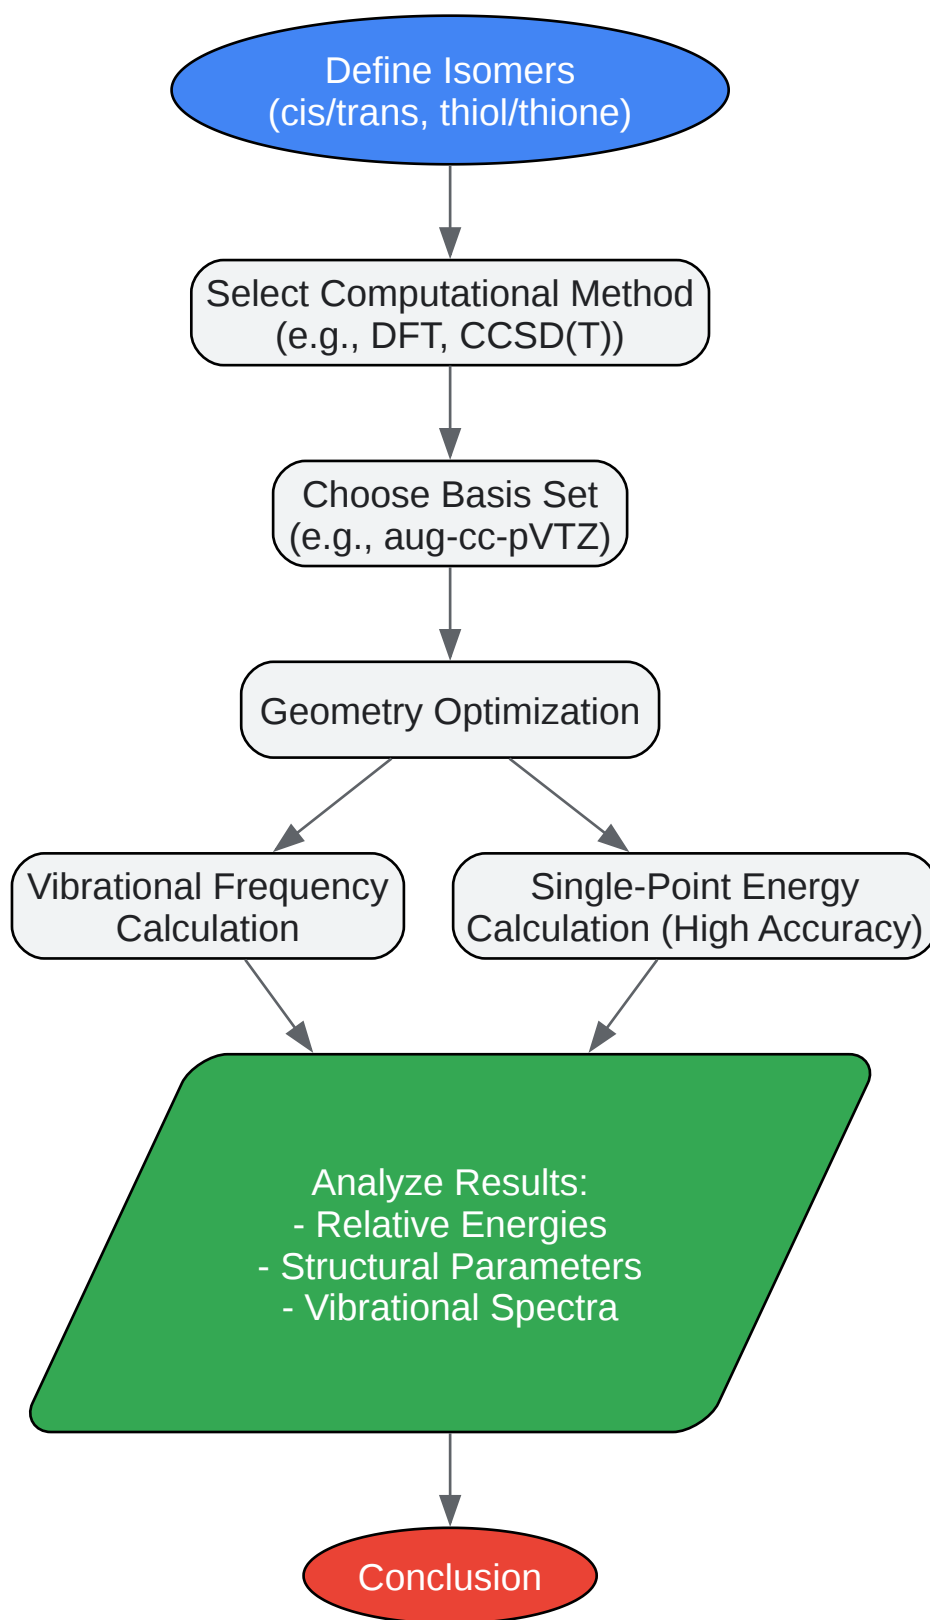 Define Isomers
(cis/trans, thiol/thione)
Select Computational Method
(e.g., DFT, CCSD(T))
Choose Basis Set
(e.g., aug-cc-pVTZ)
Geometry Optimization
Vibrational Frequency
Calculation
Single-Point Energy
Calculation (High Accuracy)
Analyze Results:
- Relative Energies
- Structural Parameters
- Vibrational Spectra
Conclusion